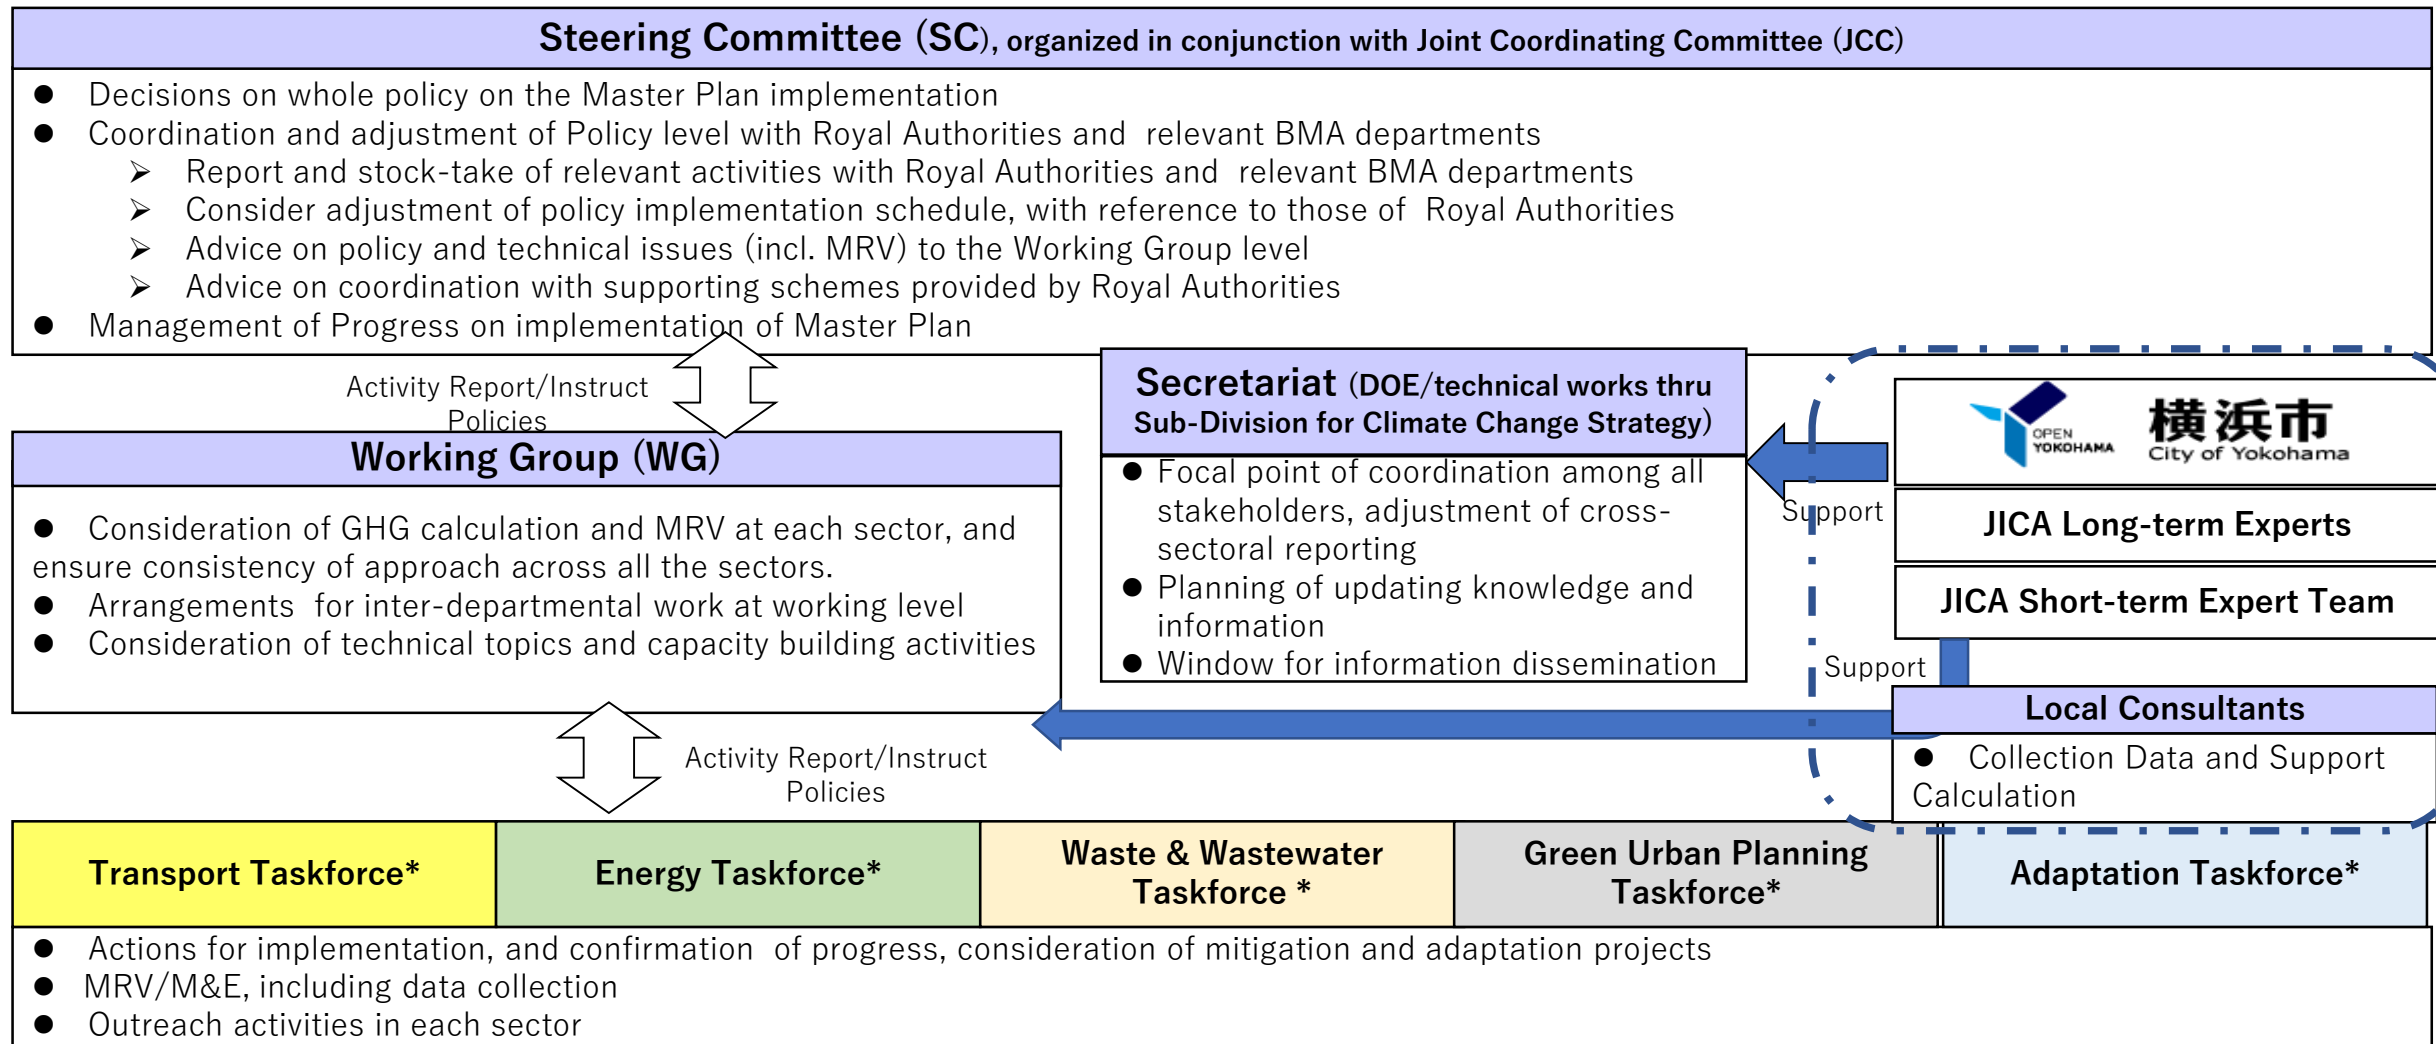 Steering Committee (SC), organized in conjunction with Joint Coordinating Committee (JCC)
● Decisions on whole policy on the Master Plan implementation
● Coordination and adjustment of Policy level with Royal Authorities and relevant BMA departments
➢ Report and stock-take of relevant activities with Royal Authorities and relevant BMA departments
➢ Consider adjustment of policy implementation schedule, with reference to those of Royal Authorities
➢ Advice on policy and technical issues (incl. MRV) to the Working Group level
➢ Advice on coordination with supporting schemes provided by Royal Authorities
● Management of Progress on implementation of Master Plan
Activity Report/Instruct
Policies
Working Group (WG)
● Consideration of GHG calculation and MRV at each sector, and
ensure consistency of approach across all the sectors.
● Arrangements for inter-departmental work at working level
● Consideration of technical topics and capacity building activities
Secretariat (DOE/technical works thru
Sub-Division for Climate Change Strategy)
● Focal point of coordination among all
stakeholders, adjustment of cross-
sectoral reporting
● Planning of updating knowledge and
information
● Window for information dissemination
Support
OPEN
YOKOHAMA
横浜市
City of Yokohama
JICA Long-term Experts
JICA Short-term Expert Team
Support
Local Consultants
● Collection Data and Support
Calculation
Activity Report/Instruct
Policies
Transport Taskforce*
Energy Taskforce*
Waste & Wastewater
Taskforce *
Green Urban Planning
Taskforce*
Adaptation Taskforce*
● Actions for implementation, and confirmation of progress, consideration of mitigation and adaptation projects
● MRV/M&E, including data collection
● Outreach activities in each sector